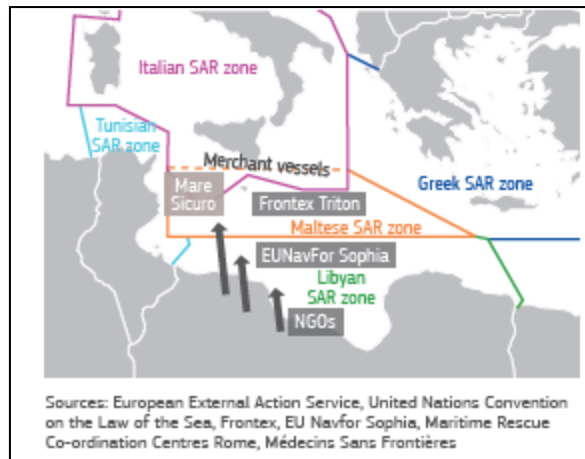 Italian SAR zone
Tunisian
SAR zone
Merchant vessels
Mare
Sicuro
Frontex Triton
Greek SAR zone
Maltese SAR zone
EUNavFor Sophia
Libyan
SAR zone
NGOs
Sources: European External Action Service, United Nations Convention
on the Law of the Sea, Frontex, EU Navfor Sophia, Maritime Rescue
Co-ordination Centres Rome, Médecins Sans Frontières